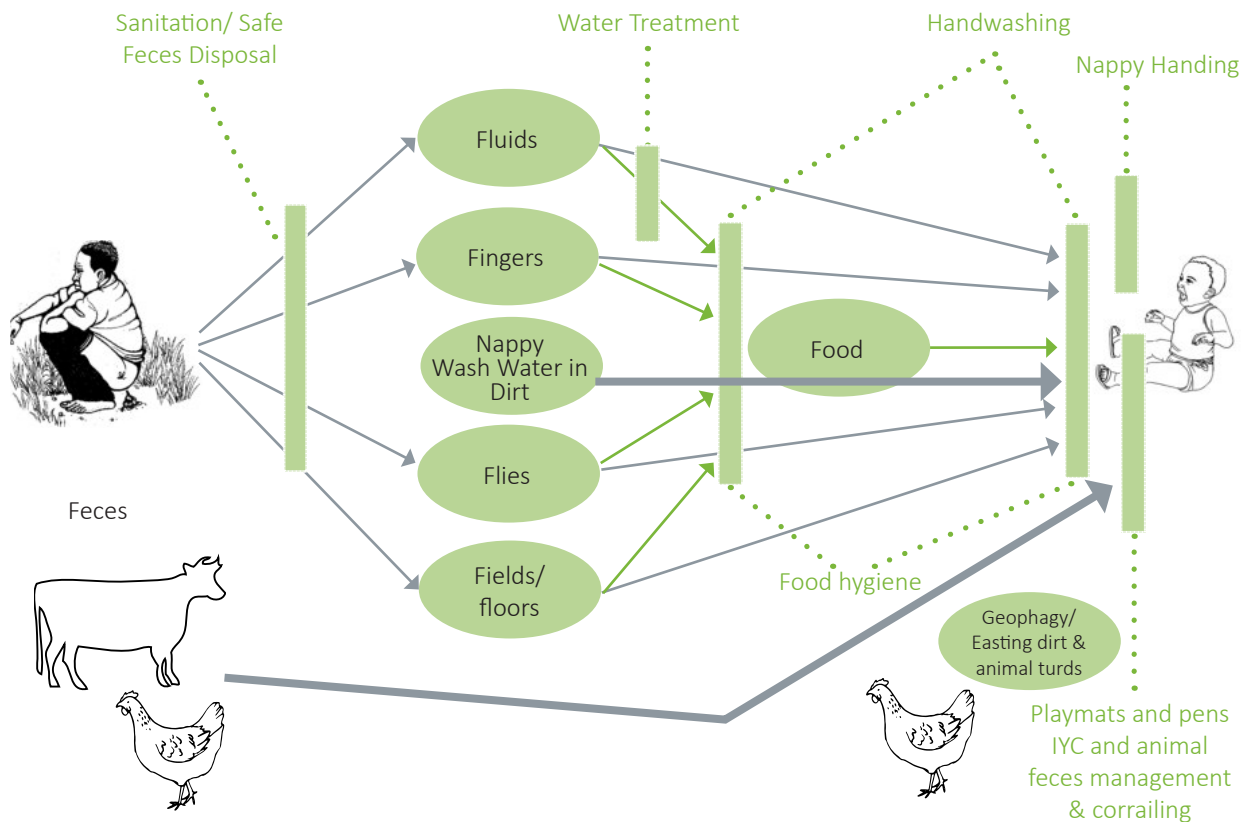 Sanitation/ Safe
Feces Disposal
Water Treatment
Handwashing
Nappy Handing
Fluids
Fingers
Nappy
Wash Water in
Dirt
Food
Flies
Feces
Fields/
floors
Food hygiene
Geophagy/
Easting dirt &
animal turds
Playmats and pens
IYC and animal
feces management
& corrailing